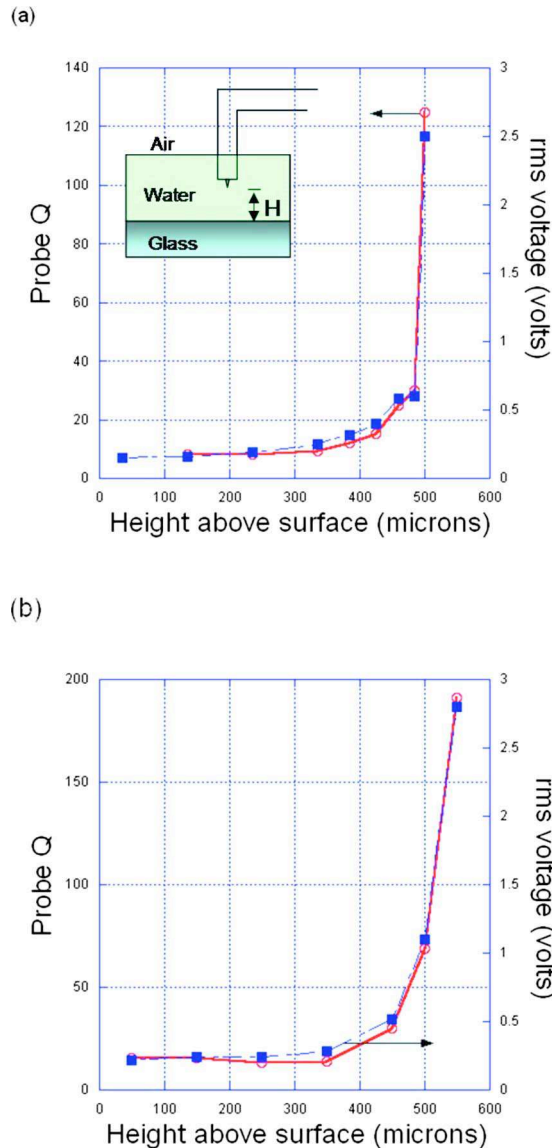 (a)
140
120
100
80
60
40
20
0
Probe Q
3
2.5
2
1.5
1
0.5
0
rms voltage (volts)
Air
Water
H
Glass
0 100 200 300 400 500 600
Height above surface (microns)
(b)
200
150
100
50
0
Probe Q
3
2.5
2
1.5
1
0.5
0
rms voltage (volts)
0 100 200 300 400 500 600
Height above surface (microns)